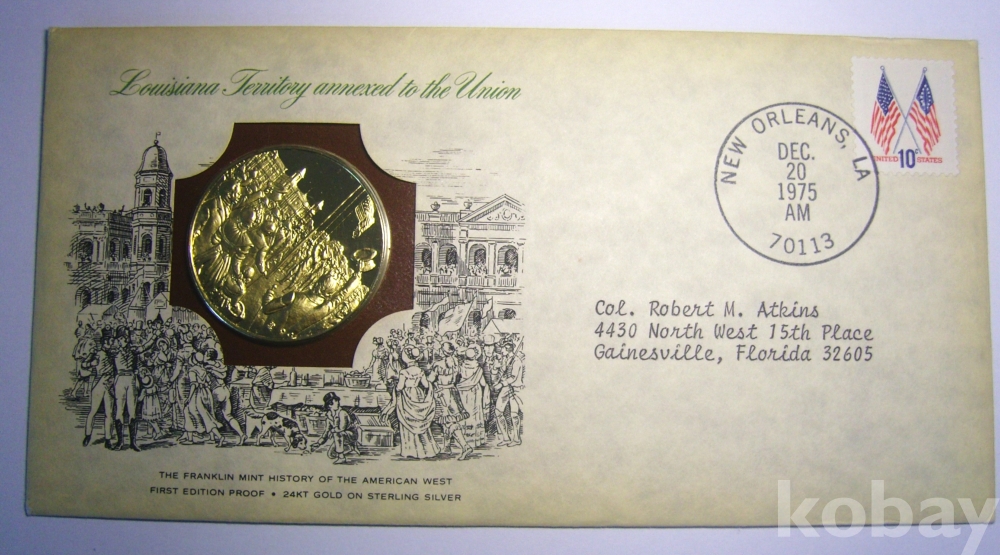 Louisiana Territory annexed to the Union
UNITED 10c STATES
NEW ORLEANS, LA
DEC.
20
1975
AM
70113
Col. Robert M. Atkins
4430 North West 15th Place
Gainesville, Florida 32605
THE FRANKLIN MINT HISTORY OF THE AMERICAN WEST
FIRST EDITION PROOF • 24KT GOLD ON STERLING SILVER
kobay